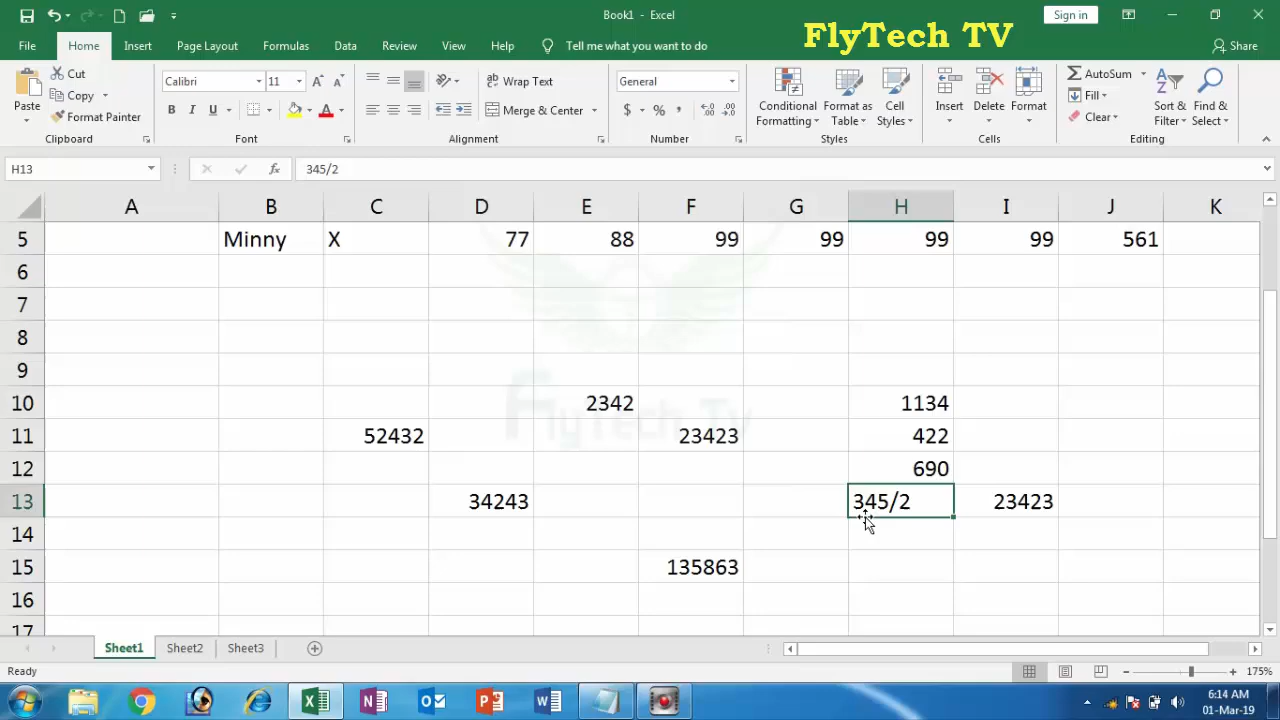 Book1 - Excel
FlyTech TV
Sign in
File Home Insert Page Layout Formulas Data Review View Help Tell me what you want to do Share
Paste Cut Copy Format Painter
Calibri 11
B I U
Wrap Text
Merge & Center
General
$ % ,
Conditional Formatting
Format as Table
Cell Styles
Insert Delete Format
AutoSum
Fill
Clear
Sort & Filter
Find & Select
Clipboard Font Alignment Number Styles Cells Editing
H13 fx 345/2
A B C D E F G H I J K
5 Minny X 77 88 99 99 99 99 561
6
7
8
9
10 2342 1134
11 52432 23423 422
FlyTech Tv
12 690
13 34243 345/2 23423
14
15 135863
16
17
Sheet1 Sheet2 Sheet3
Ready 175%
6:14 AM
01-Mar-19